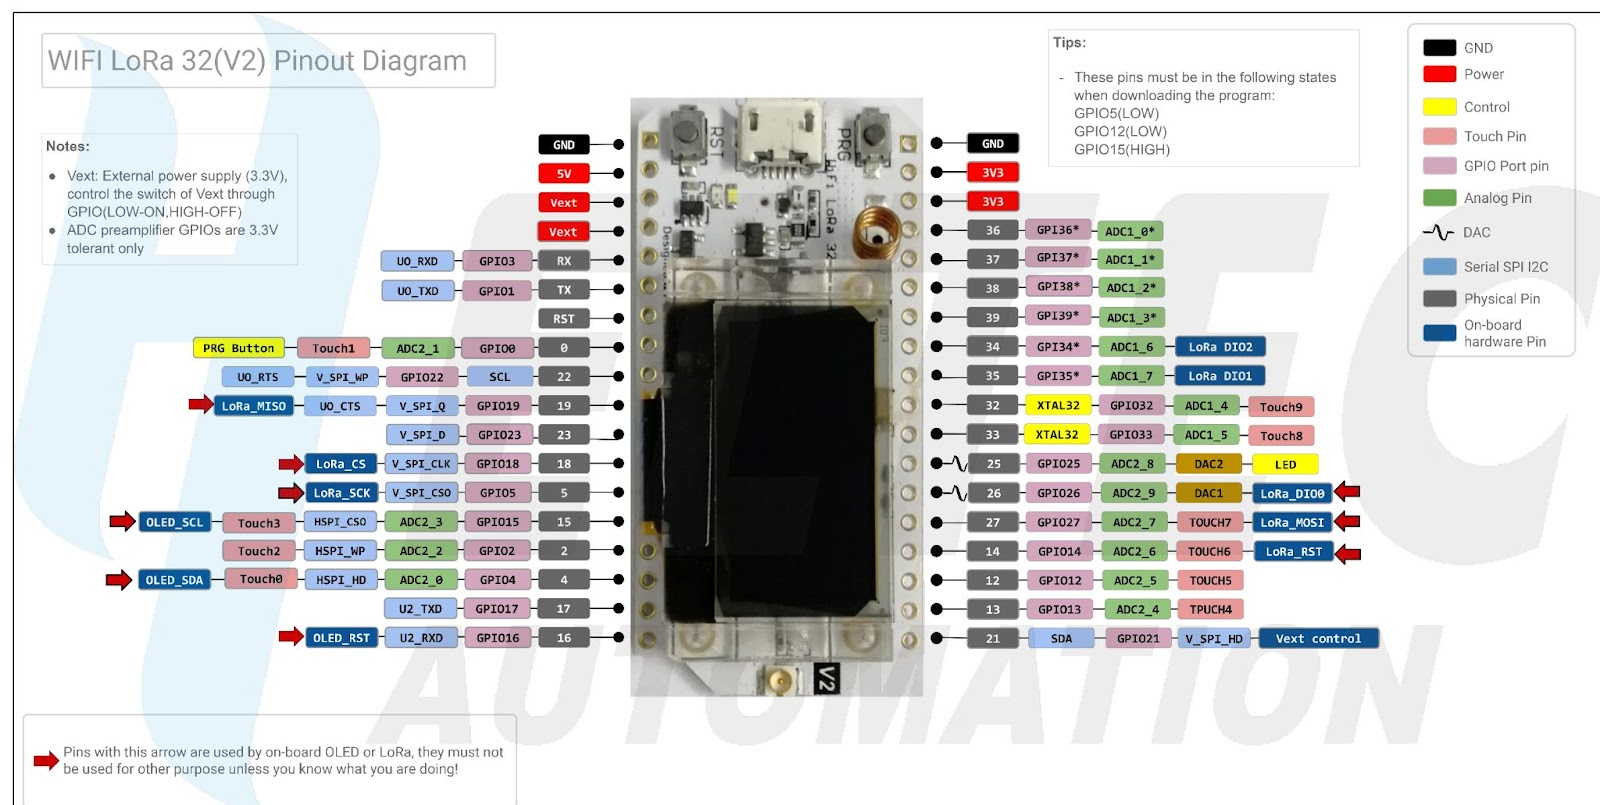 WIFI LoRa 32(V2) Pinout Diagram
Notes:
● Vext: External power supply (3.3V),
control the switch of Vext through
GPIO(LOW-ON,HIGH-OFF)
● ADC preamplifier GPIOs are 3.3V
tolerant only
Tips:
- These pins must be in the following states
when downloading the program:
GPIO5(LOW)
GPIO12(LOW)
GPIO15(HIGH)
GND
Power
Control
Touch Pin
GPIO Port pin
Analog Pin
DAC
Serial SPI I2C
Physical Pin
On-board
hardware Pin
GND
5V
Vext
Vext
UO_RXD GPIO3 RX
UO_TXD GPIO1 TX
RST
PRG Button Touch1 ADC2_1 GPIO0 0
UO_RTS V_SPI_WP GPIO22 SCL 22
LoRa_MISO UO_CTS V_SPI_Q GPIO19 19
V_SPI_D GPIO23 23
LoRa_CS V_SPI_CLK GPIO18 18
LoRa_SCK V_SPI_CSO GPIO5 5
OLED_SCL Touch3 HSPI_CSO ADC2_3 GPIO15 15
Touch2 HSPI_WP ADC2_2 GPIO2 2
OLED_SDA Touch0 HSPI_HD ADC2_0 GPIO4 4
U2_TXD GPIO17 17
OLED_RST U2_RXD GPIO16 16
RST
PRG
WiFi LoRa 32
V2
GND
3V3
3V3
36 GPI36* ADC1_0*
37 GPI37* ADC1_1*
38 GPI38* ADC1_2*
39 GPI39* ADC1_3*
34 GPI34* ADC1_6 LoRa DIO2
35 GPI35* ADC1_7 LoRa DIO1
32 XTAL32 GPIO32 ADC1_4 Touch9
33 XTAL32 GPIO33 ADC1_5 Touch8
25 GPIO25 ADC2_8 DAC2 LED
26 GPIO26 ADC2_9 DAC1 LoRa_DIO0
27 GPIO27 ADC2_7 TOUCH7 LoRa_MOSI
14 GPIO14 ADC2_6 TOUCH6 LoRa_RST
12 GPIO12 ADC2_5 TOUCH5
13 GPIO13 ADC2_4 TPUCH4
21 SDA GPIO21 V_SPI_HD Vext control
Pins with this arrow are used by on-board OLED or LoRa, they must not
be used for other purpose unless you know what you are doing!
HELTEC
AUTOMATION